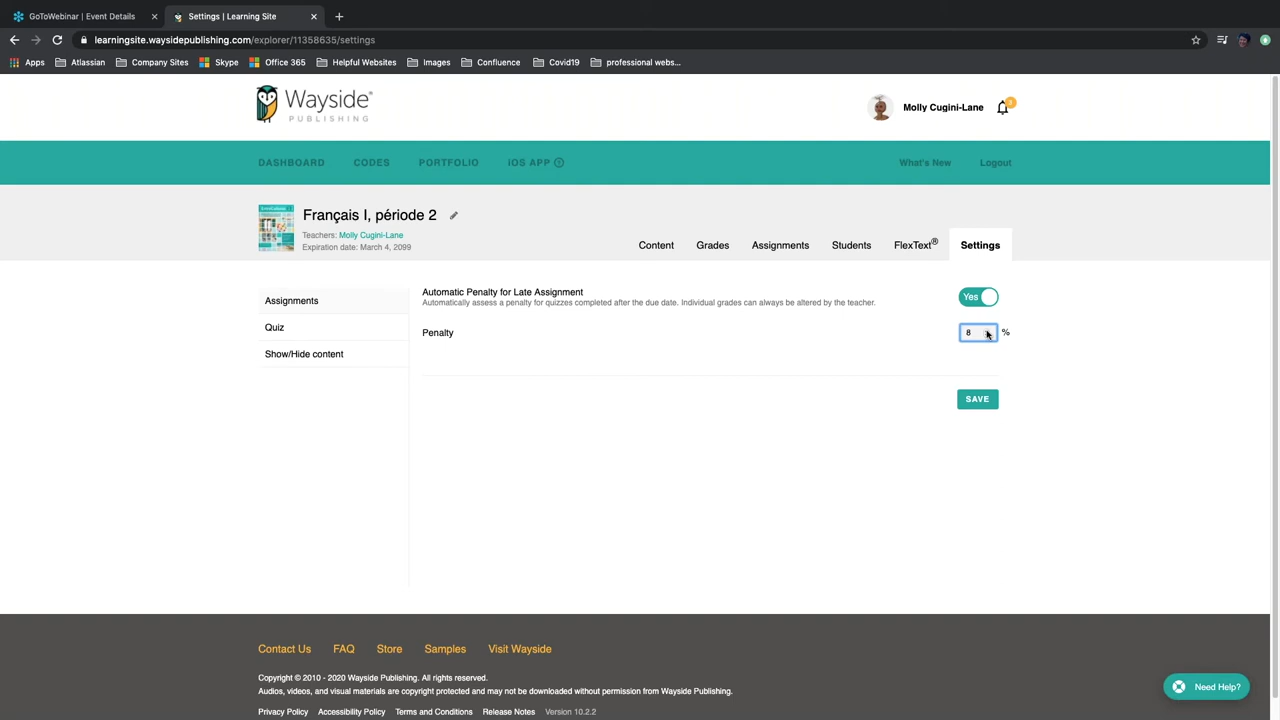 GoToWebinar | Event Details
Settings | Learning Site
learningsite.waysidepublishing.com/explorer/11358635/settings
Apps
Atlassian
Company Sites
Skype
Office 365
Helpful Websites
Images
Confluence
Covid19
professional webs...
Wayside
PUBLISHING
Molly Cugini-Lane
DASHBOARD
CODES
PORTFOLIO
iOS APP
What's New
Logout
Français I, période 2
Teachers: Molly Cugini-Lane
Expiration date: March 4, 2099
Content
Grades
Assignments
Students
FlexText®
Settings
Assignments
Quiz
Show/Hide content
Automatic Penalty for Late Assignment
Automatically assess a penalty for quizzes completed after the due date. Individual grades can always be altered by the teacher.
Yes
Penalty
8
%
SAVE
Contact Us
FAQ
Store
Samples
Visit Wayside
Copyright © 2010 - 2020 Wayside Publishing. All rights reserved.
Audios, videos, and visual materials are copyright protected and may not be downloaded without permission from Wayside Publishing.
Need Help?
Privacy Policy
Accessibility Policy
Terms and Conditions
Release Notes
Version 10.2.2